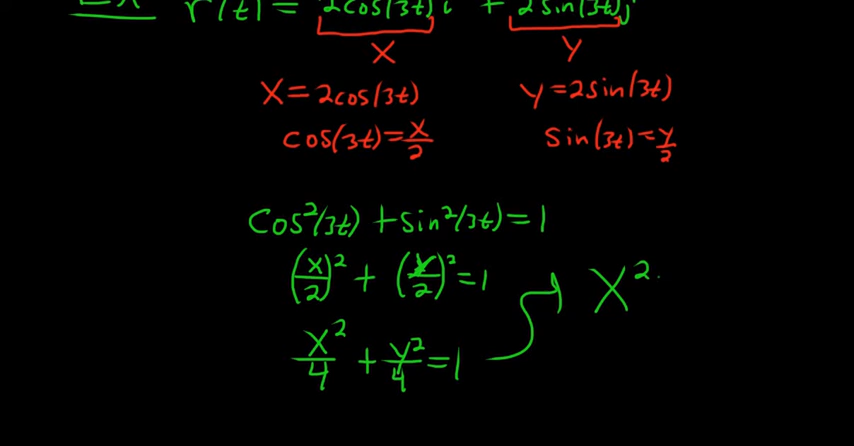 Ex r(t) = 2cos(3t)i + 2sin(3t)j
X Y
X = 2cos(3t) Y = 2sin(3t)
cos(3t) = X/2 sin(3t) = Y/2
cos²(3t) + sin²(3t) = 1
(X/2)² + (Y/2)² = 1
X²
X²/4 + Y²/4 = 1